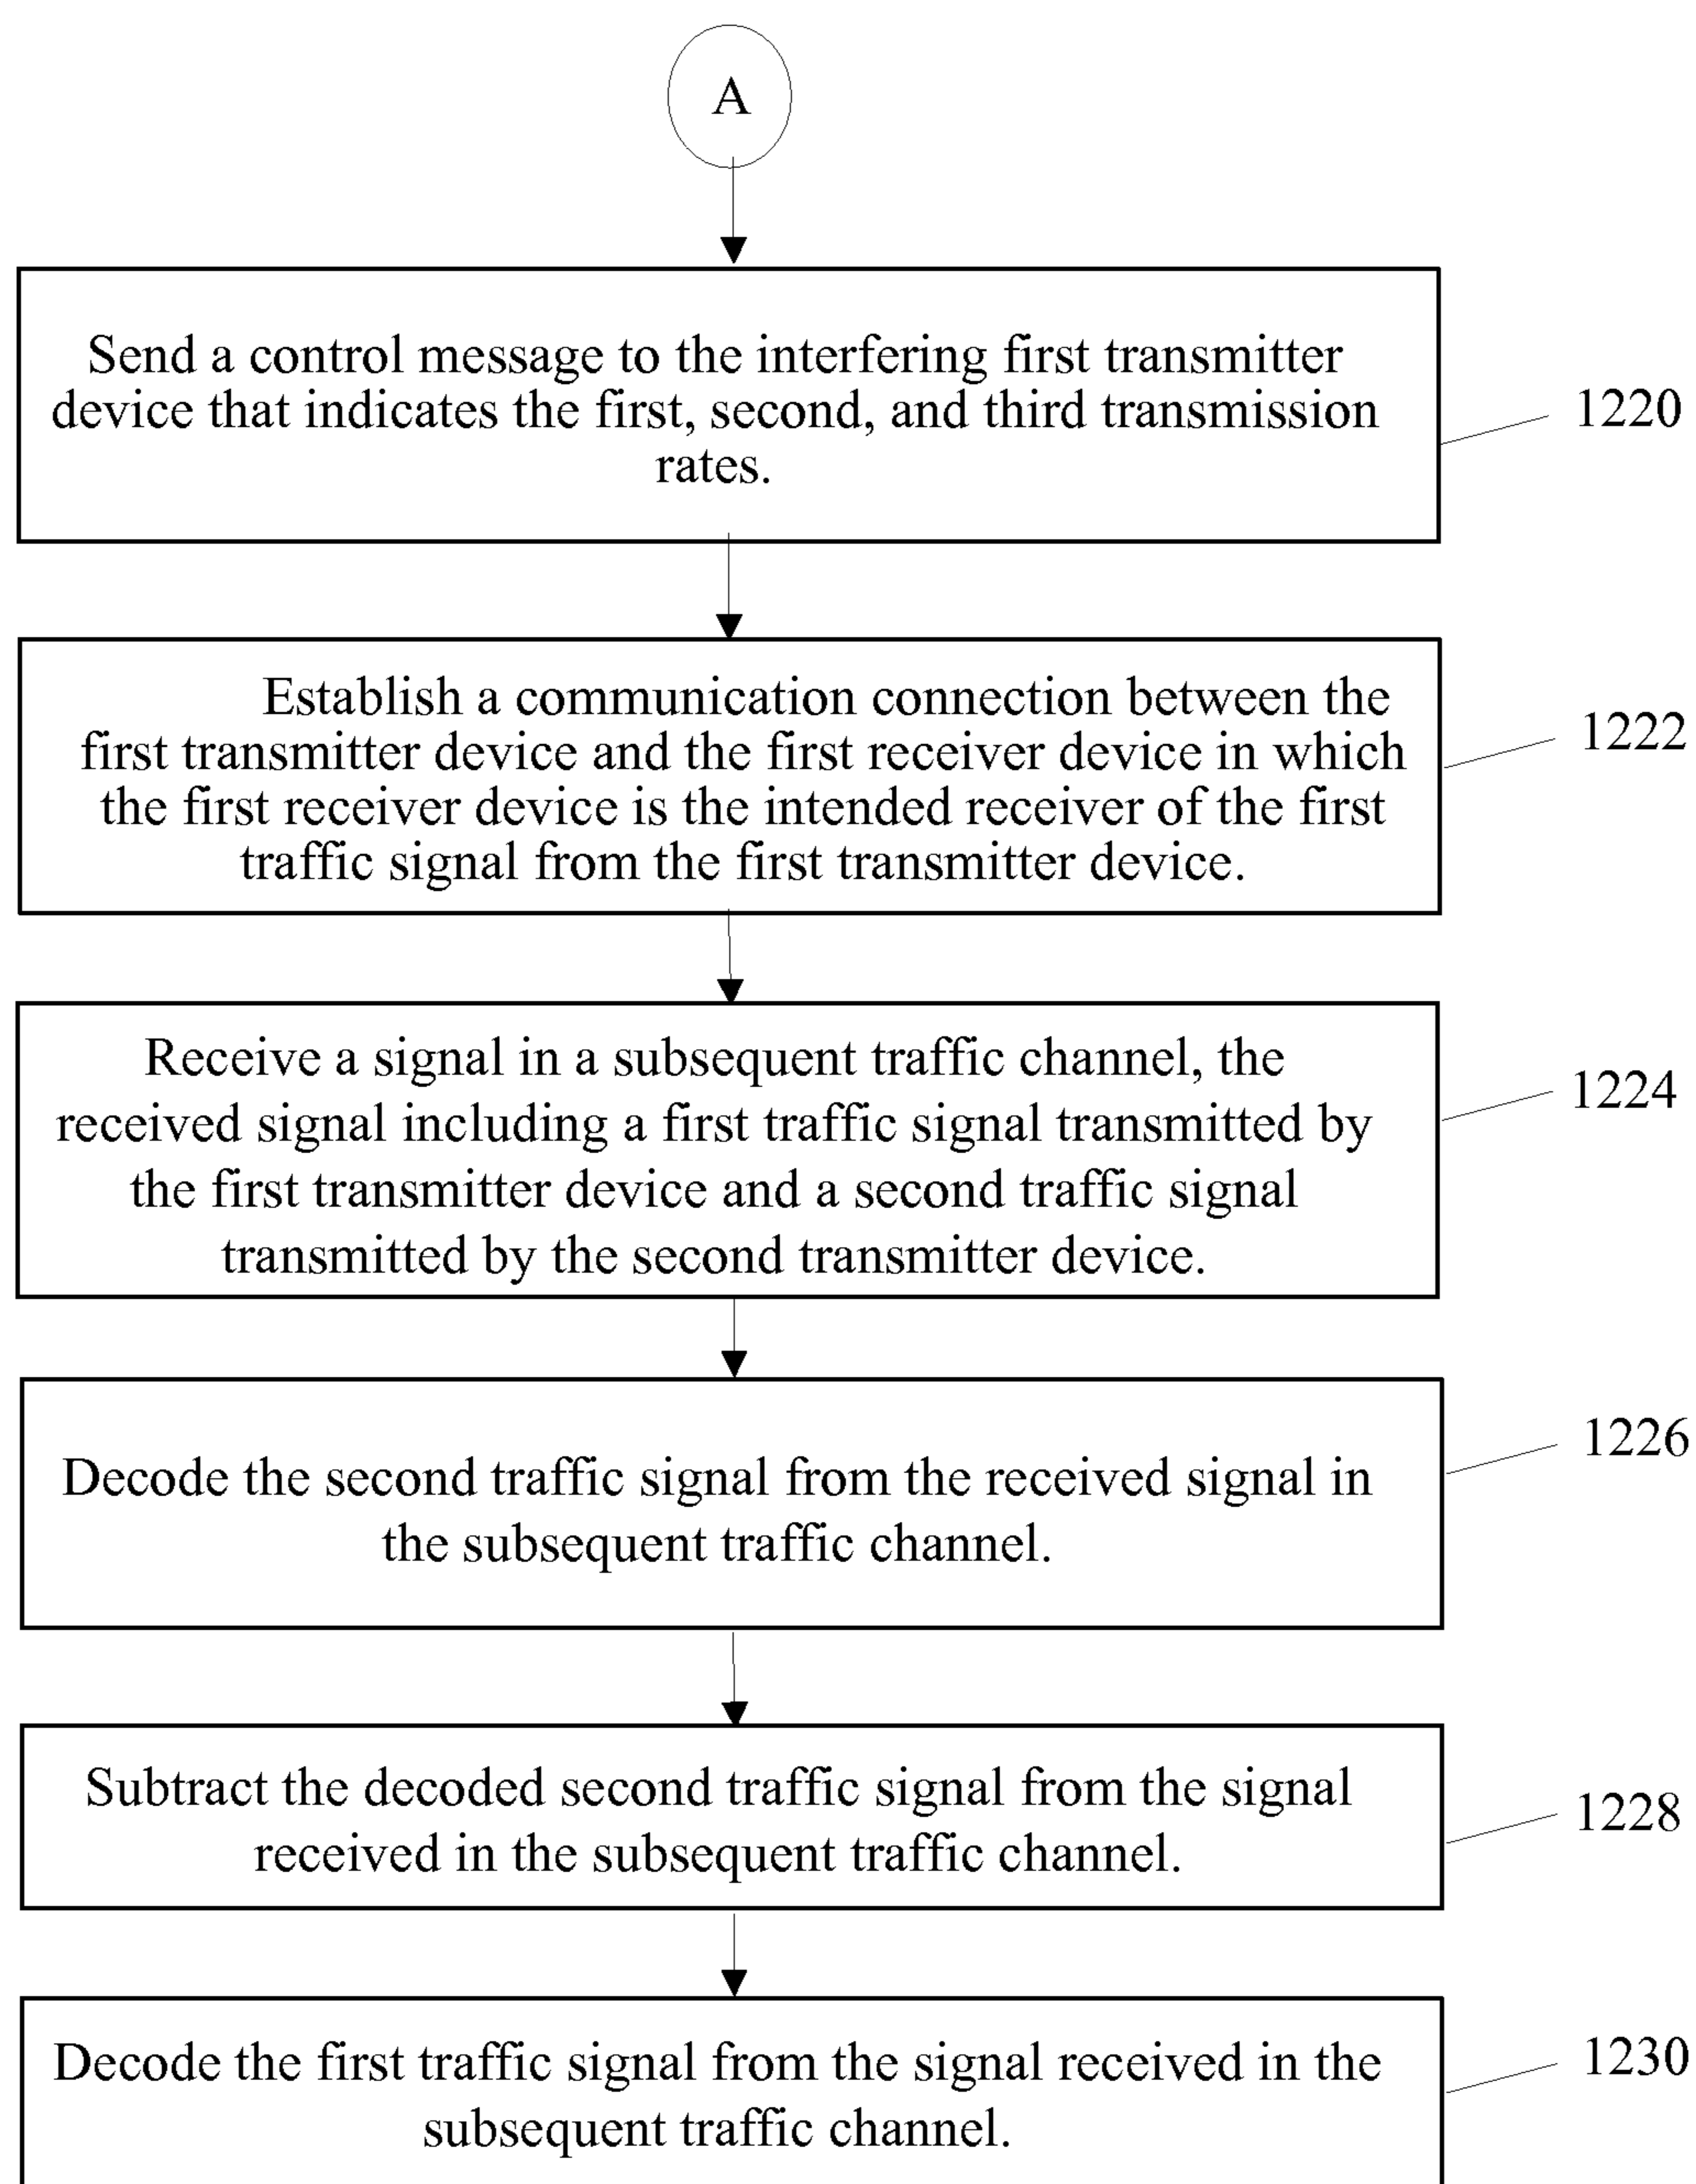 A
Send a control message to the interfering first transmitter
device that indicates the first, second, and third transmission
rates.
1220
Establish a communication connection between the
first transmitter device and the first receiver device in which
the first receiver device is the intended receiver of the first
traffic signal from the first transmitter device.
1222
Receive a signal in a subsequent traffic channel, the
received signal including a first traffic signal transmitted by
the first transmitter device and a second traffic signal
transmitted by the second transmitter device.
1224
Decode the second traffic signal from the received signal in
the subsequent traffic channel.
1226
Subtract the decoded second traffic signal from the signal
received in the subsequent traffic channel.
1228
Decode the first traffic signal from the signal received in the
subsequent traffic channel.
1230